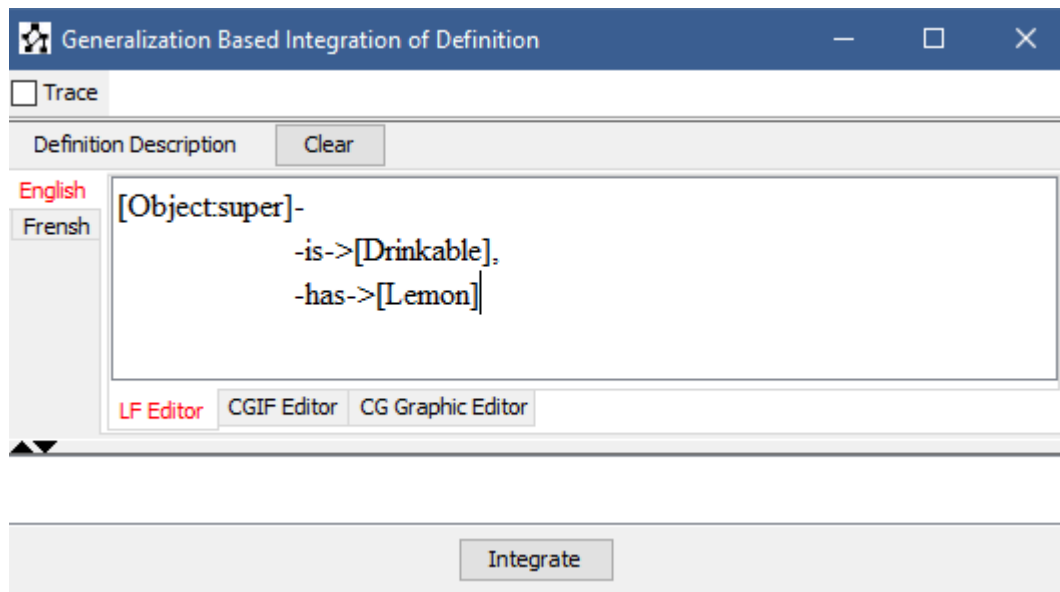 Generalization Based Integration of Definition
Trace
Definition Description Clear
English
Frensh
[Object:super]-
-is->[Drinkable],
-has->[Lemon]
LF Editor CGIF Editor CG Graphic Editor
Integrate